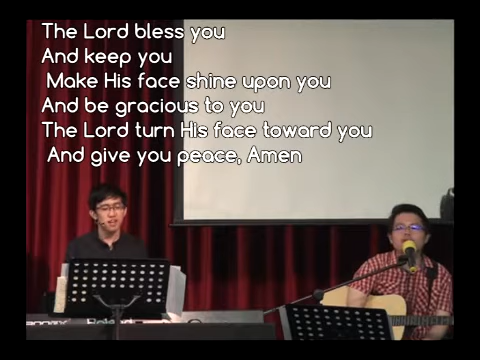 The Lord bless you
And keep you
Make His face shine upon you
And be gracious to you
The Lord turn His face toward you
And give you peace, Amen
Roland